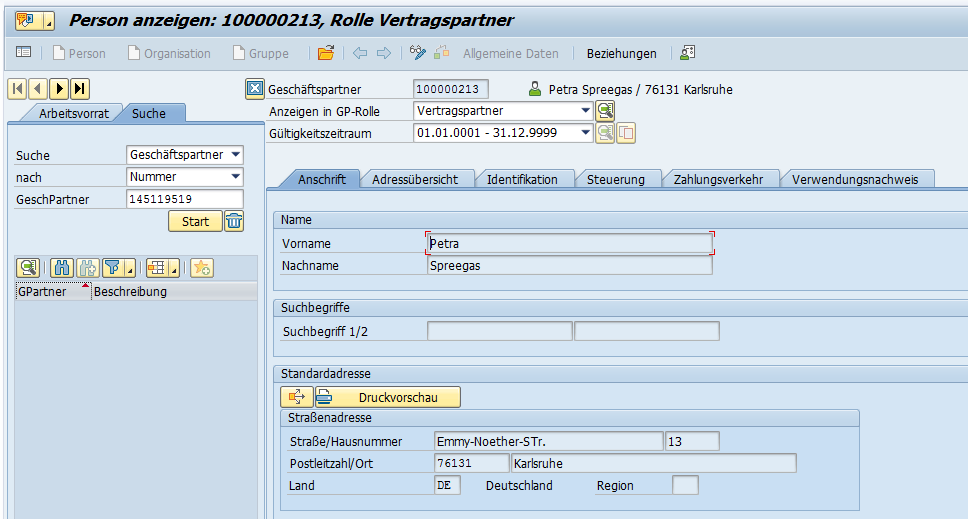 Person anzeigen: 100000213, Rolle Vertragspartner
Person Organisation Gruppe Allgemeine Daten Beziehungen
Arbeitsvorrat Suche
Suche Geschäftspartner
nach Nummer
GeschPartner 145119519
Start
GPartner Beschreibung
Geschäftspartner 100000213 Petra Spreegas / 76131 Karlsruhe
Anzeigen in GP-Rolle Vertragspartner
Gültigkeitszeitraum 01.01.0001 - 31.12.9999
Anschrift Adressübersicht Identifikation Steuerung Zahlungsverkehr Verwendungsnachweis
Name
Vorname Petra
Nachname Spreegas
Suchbegriffe
Suchbegriff 1/2
Standardadresse
Druckvorschau
Straßenadresse
Straße/Hausnummer Emmy-Noether-STr. 13
Postleitzahl/Ort 76131 Karlsruhe
Land DE Deutschland Region